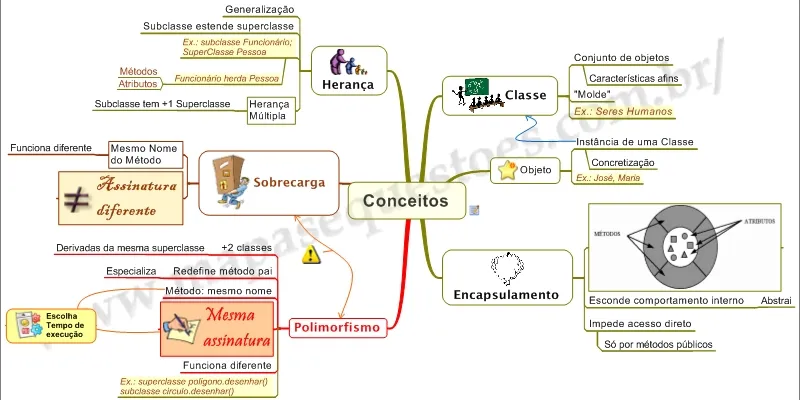 Conceitos
Generalização
Subclasse estende superclasse
Ex.: subclasse Funcionário;
SuperClasse Pessoa
Métodos
Atributos
Funcionário herda Pessoa
Subclasse tem +1 Superclasse
Herança
Múltipla
Herança
Funciona diferente
Mesmo Nome
do Método
≠
Assinatura
diferente
Sobrecarga
Derivadas da mesma superclasse
+2 classes
Especializa
Redefine método pai
Método: mesmo nome
Escolha
Tempo de
execução
Mesma
assinatura
Funciona diferente
Ex.: superclasse poligono.desenhar()
subclasse circulo.desenhar()
Polimorfismo
Classe
Conjunto de objetos
Características afins
"Molde"
Ex.: Seres Humanos
Objeto
Instância de uma Classe
Concretização
Ex.: José, Maria
Encapsulamento
MÉTODOS
ATRIBUTOS
Esconde comportamento interno
Abstrai
Impede acesso direto
Só por métodos públicos
www.mapasequestoes.com.br/